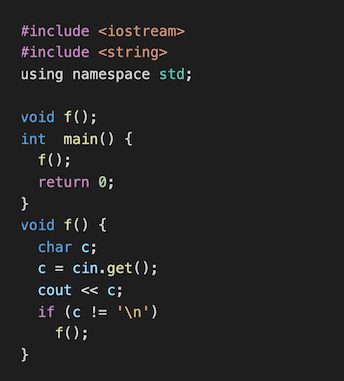 #include <iostream>
#include <string>
using namespace std;

void f();
int  main() {
  f();
  return 0;
}
void f() {
  char c;
  c = cin.get();
  cout << c;
  if (c != '\n')
    f();
}